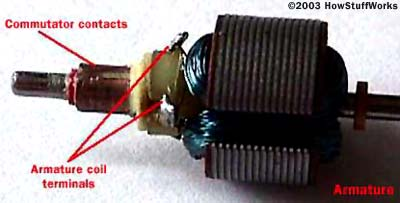 ©2003 HowStuffWorks
Commutator contacts
Armature coil
terminals
Armature